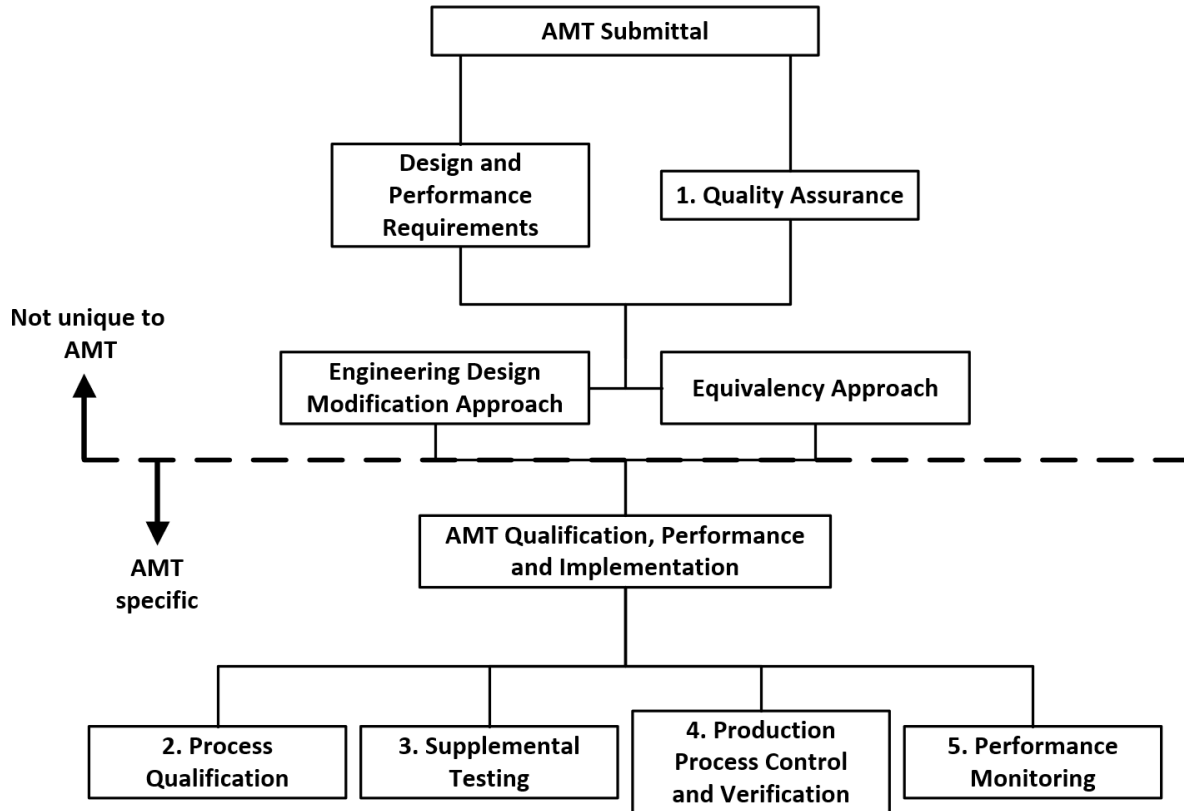 AMT Submittal
Design and
Performance
Requirements
1. Quality Assurance
Not unique to
AMT
Engineering Design
Modification Approach
Equivalency Approach
AMT
specific
AMT Qualification, Performance
and Implementation
2. Process
Qualification
3. Supplemental
Testing
4. Production
Process Control
and Verification
5. Performance
Monitoring